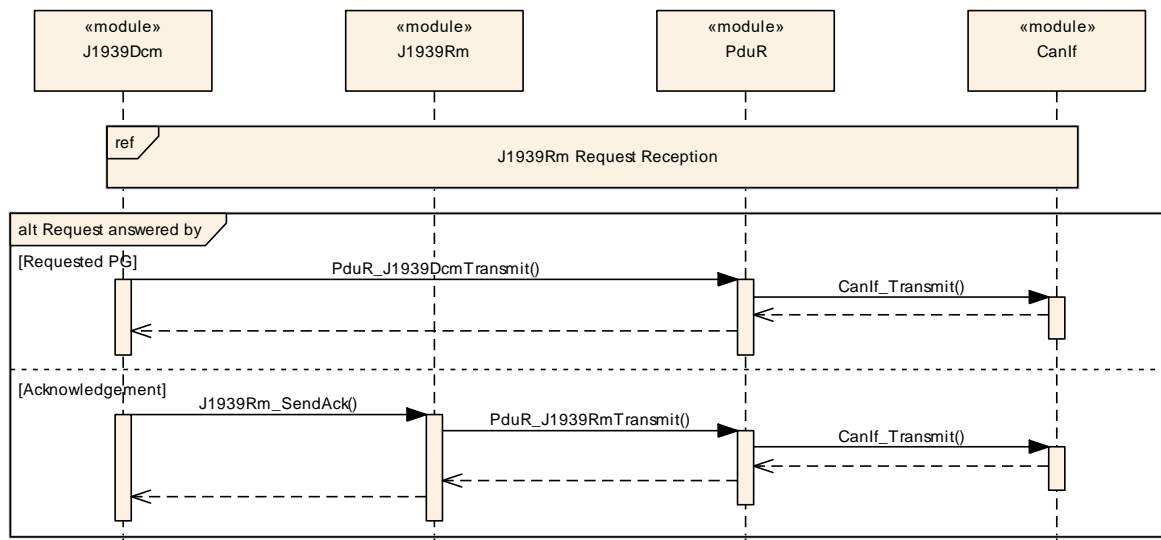 «module»
J1939Dcm
«module»
J1939Rm
«module»
PduR
«module»
CanIf
ref
J1939Rm Request Reception
alt Request answered by
[Requested PG]
PduR_J1939DcmTransmit()
CanIf_Transmit()
[Acknowledgement]
J1939Rm_SendAck()
PduR_J1939RmTransmit()
CanIf_Transmit()